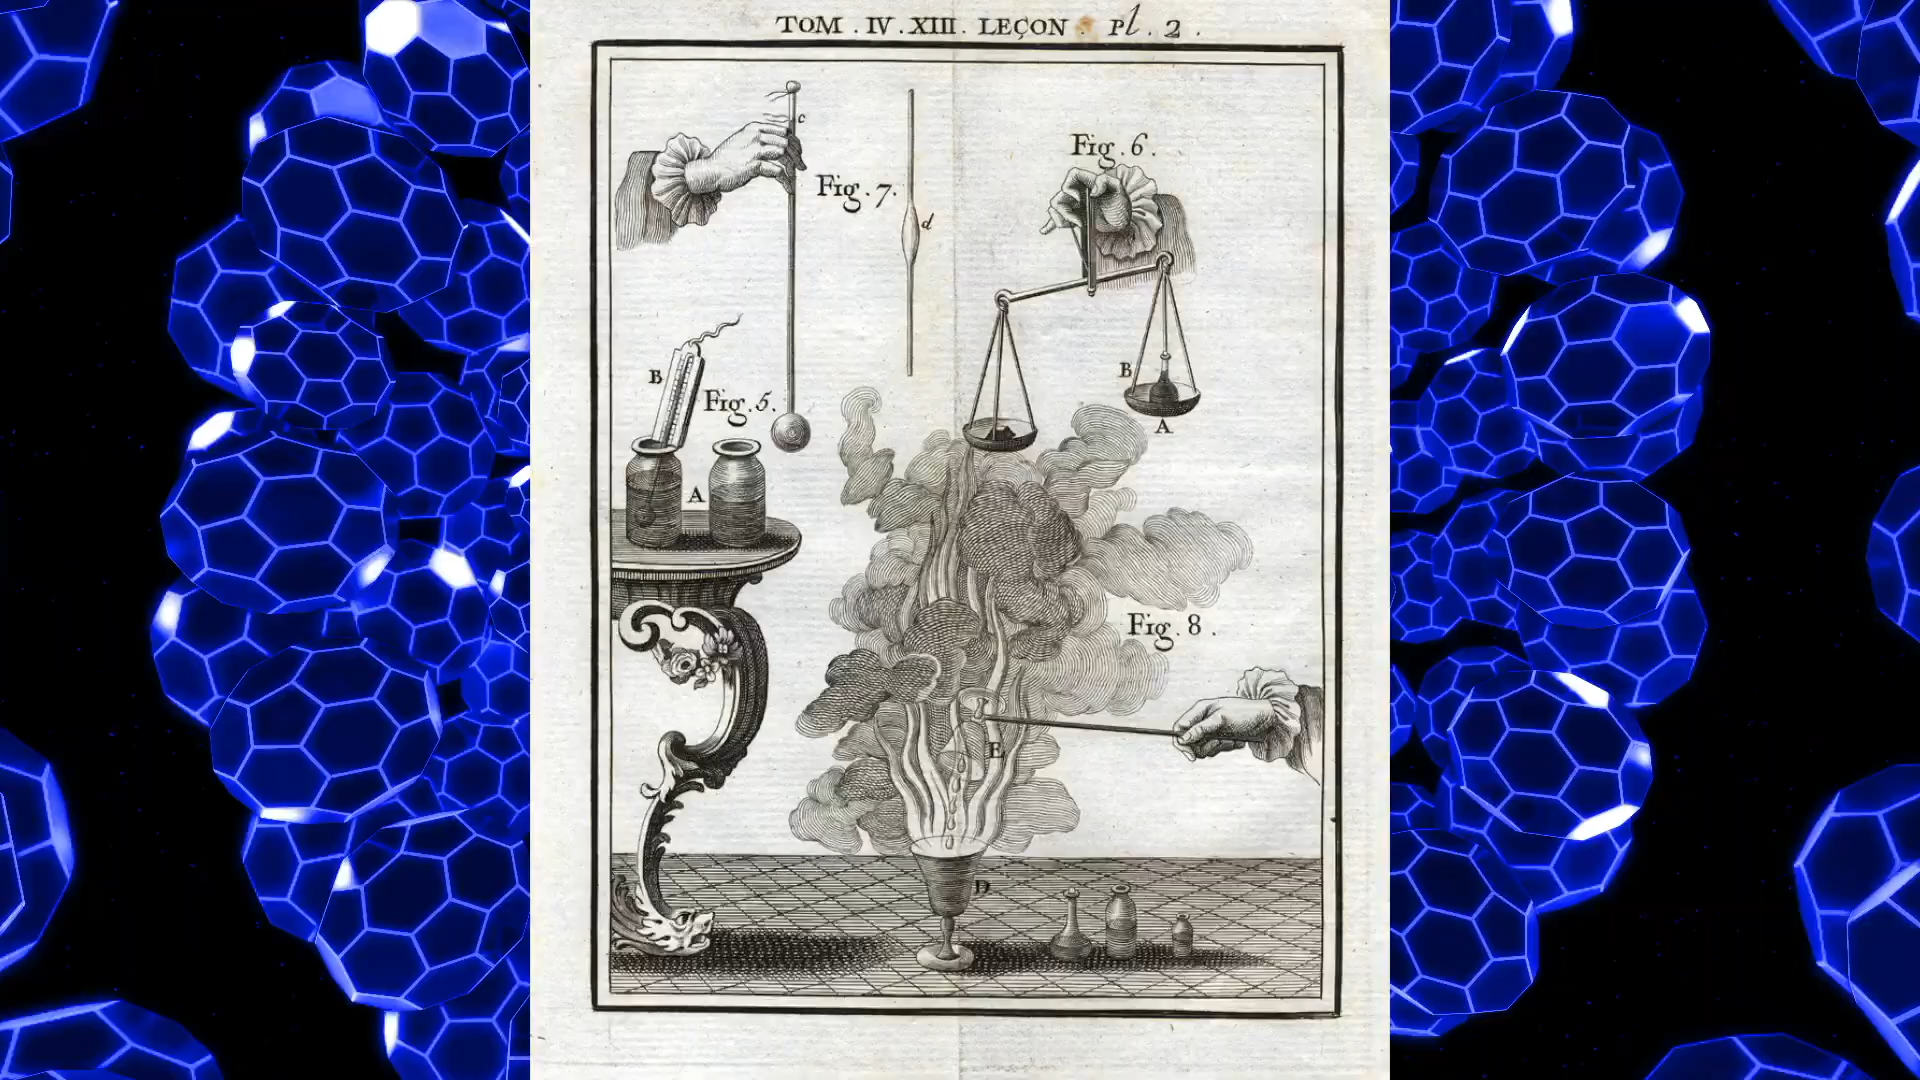 TOM . IV . XIII . LEÇON . Pl . 2 .
c
Fig . 6 .
Fig . 7 .
d
B
Fig . 5 .
B
A
A
Fig . 8 .
E
D